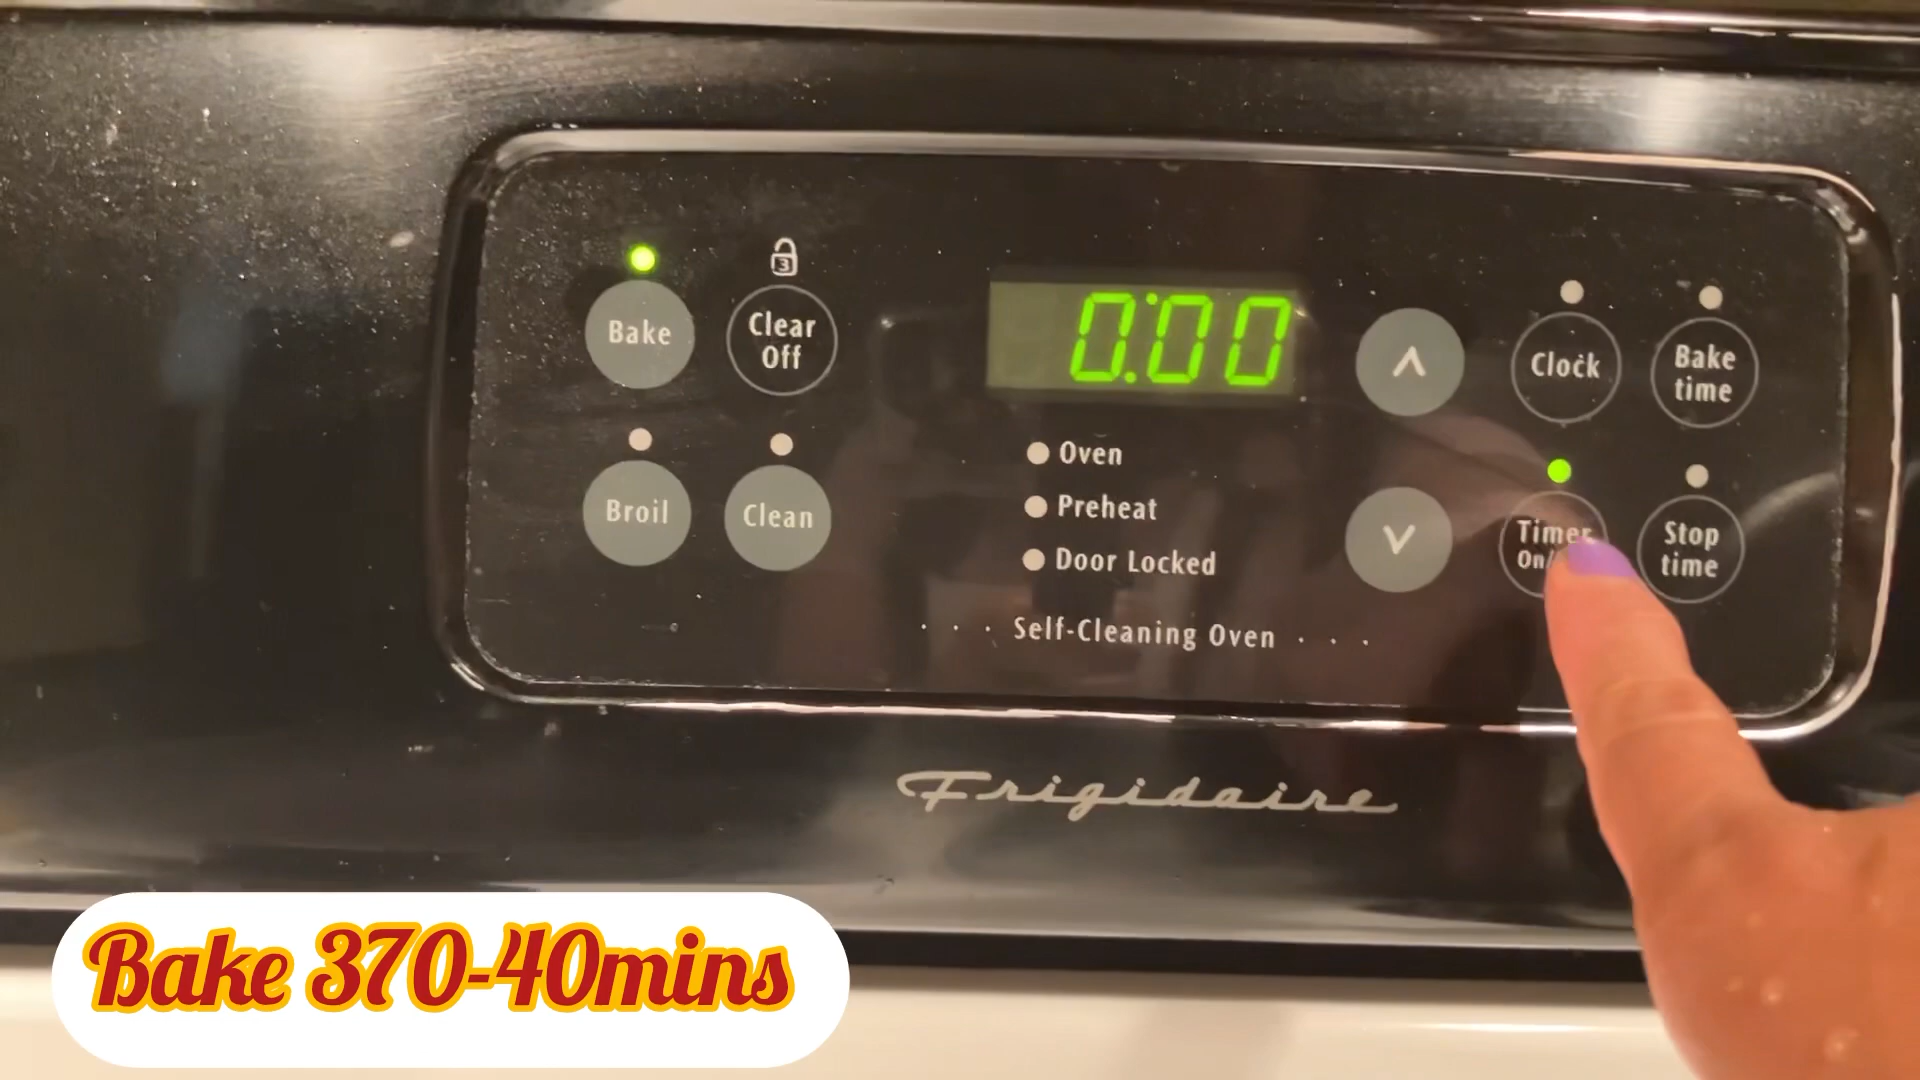 3
Bake
Clear
Off
0:00
Clock
Bake
time
Oven
Broil
Clean
Preheat
Timer
Stop
time
Door Locked
Self-Cleaning Oven
Frigidaire
Bake 370-40mins